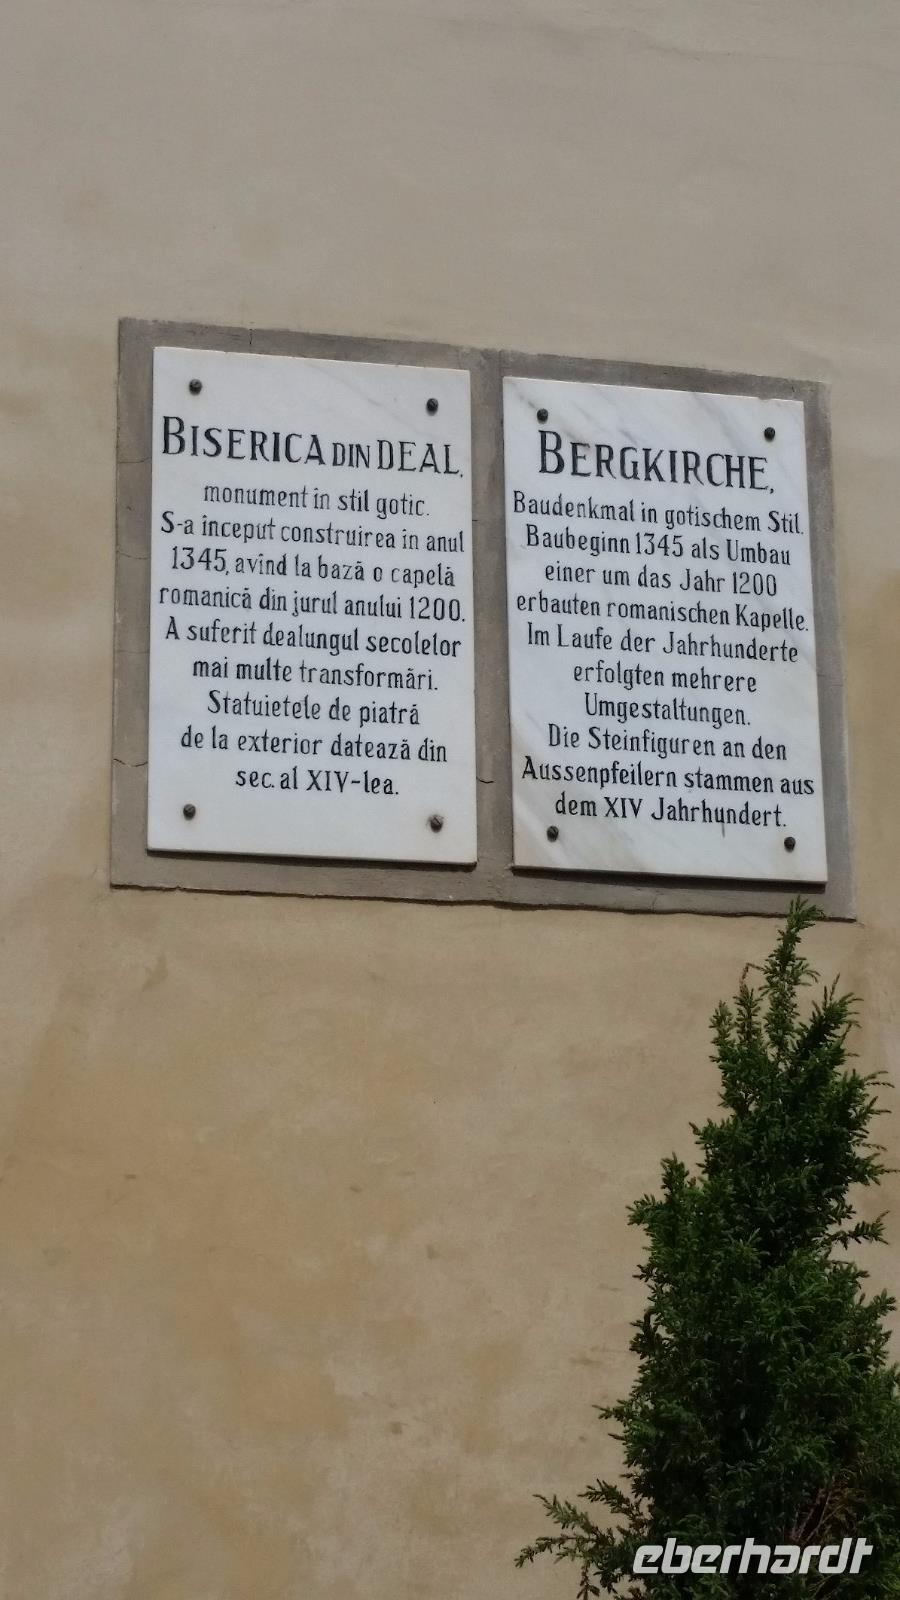 BISERICA DIN DEAL,
monument în stil gotic.
S-a început construirea în anul
1345, avînd la bază o capelă
romanică din jurul anului 1200.
A suferit dealungul secolelor
mai multe transformări.
Statuietele de piatră
de la exterior datează din
sec. al XIV-lea.
BERGKIRCHE,
Baudenkmal in gotischem Stil.
Baubeginn 1345 als Umbau
einer um das Jahr 1200
erbauten romanischen Kapelle.
Im Laufe der Jahrhunderte
erfolgten mehrere
Umgestaltungen.
Die Steinfiguren an den
Aussenpfeilern stammen aus
dem XIV Jahrhundert.
eberhardt